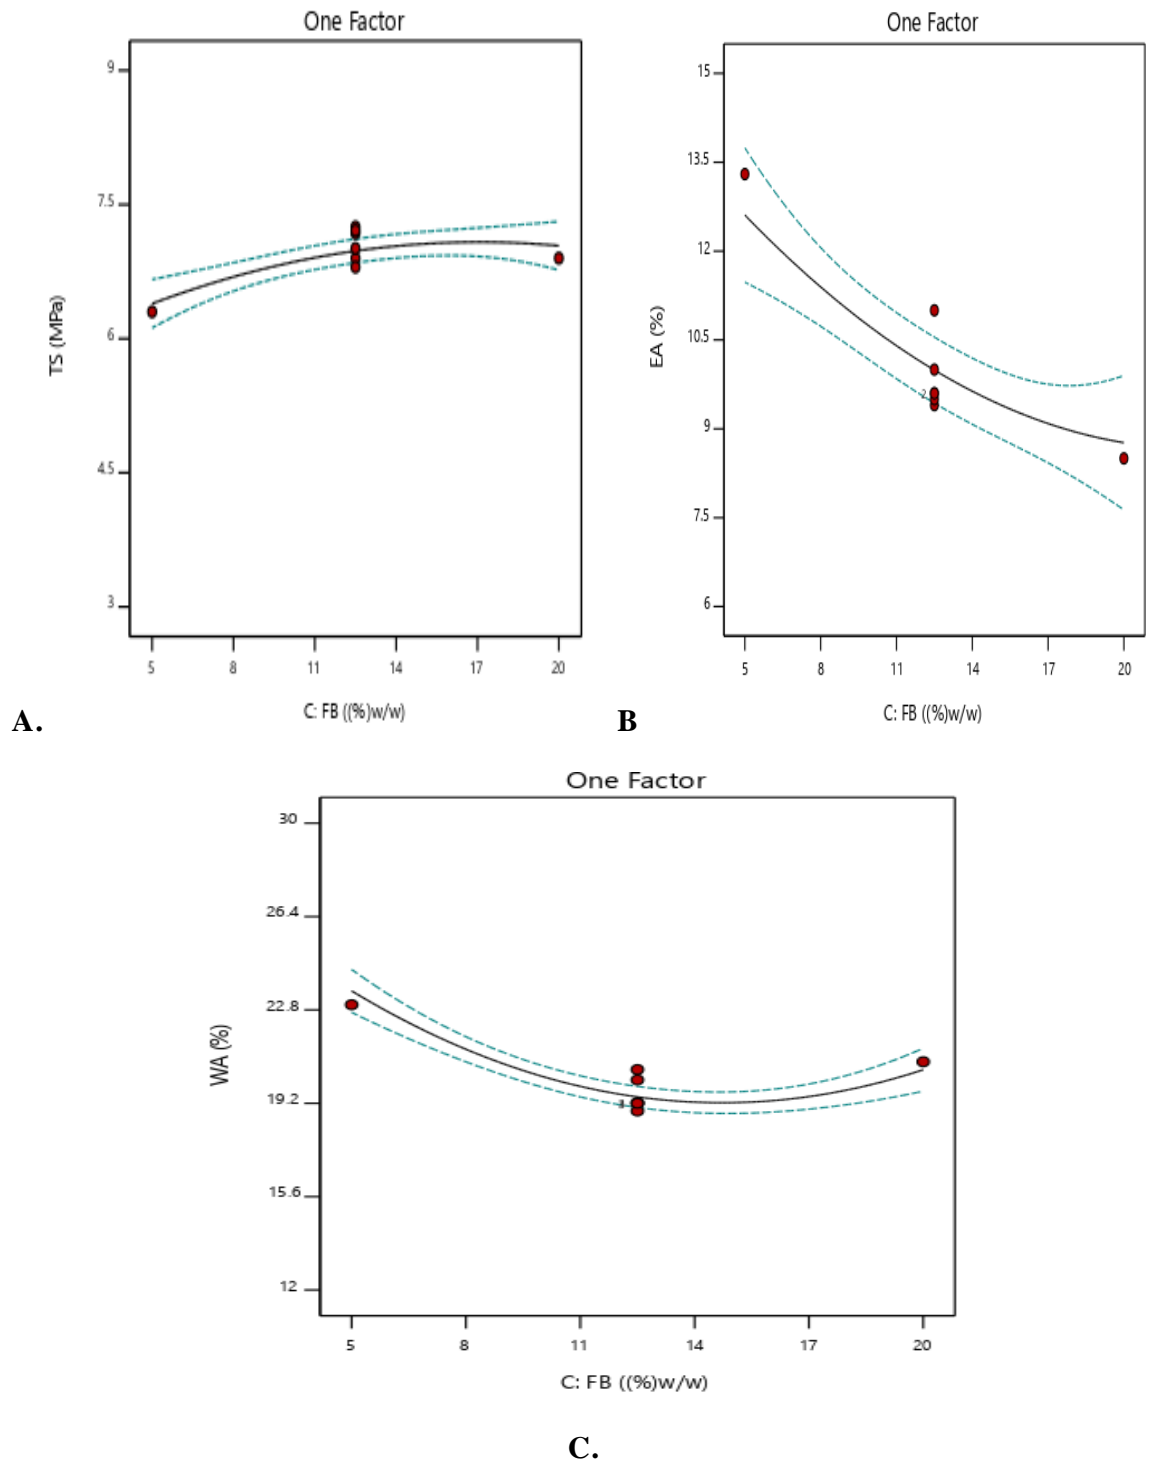 One Factor
9
7.5
6
4.5
3
TS (MPa)
5 8 11 14 17 20
C: FB ((%)w/w)
A.
One Factor
15
13.5
12
10.5
9
7.5
6
EA (%)
2
5 8 11 14 17 20
C: FB ((%)w/w)
B
One Factor
30
26.4
22.8
19.2
15.6
12
WA (%)
5 8 11 14 17 20
C: FB ((%)w/w)
C.